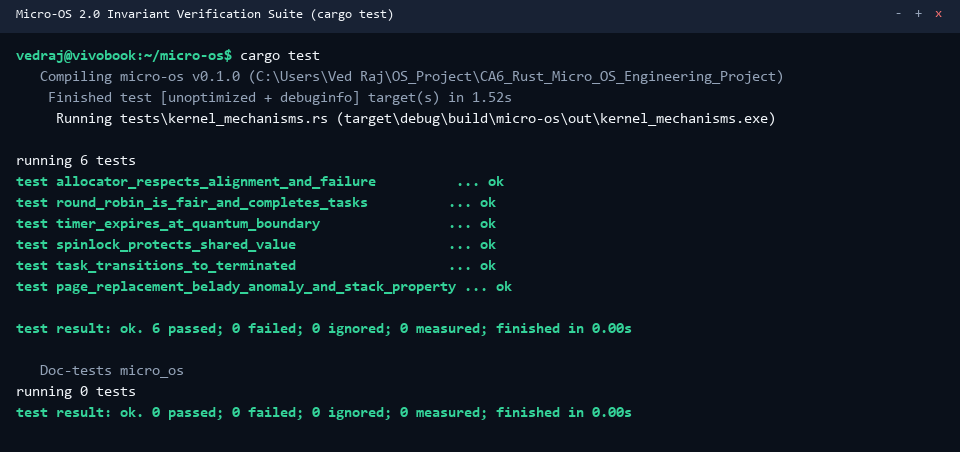 Micro-OS 2.0 Invariant Verification Suite (cargo test) - + x
vedraj@vivobook:~/micro-os$ cargo test
Compiling micro-os v0.1.0 (C:\Users\Ved Raj\OS_Project\CA6_Rust_Micro_OS_Engineering_Project)
Finished test [unoptimized + debuginfo] target(s) in 1.52s
Running tests\kernel_mechanisms.rs (target\debug\build\micro-os\out\kernel_mechanisms.exe)
running 6 tests
test allocator_respects_alignment_and_failure ... ok
test round_robin_is_fair_and_completes_tasks ... ok
test timer_expires_at_quantum_boundary ... ok
test spinlock_protects_shared_value ... ok
test task_transitions_to_terminated ... ok
test page_replacement_belady_anomaly_and_stack_property ... ok
test result: ok. 6 passed; 0 failed; 0 ignored; 0 measured; finished in 0.00s
Doc-tests micro_os
running 0 tests
test result: ok. 0 passed; 0 failed; 0 ignored; 0 measured; finished in 0.00s